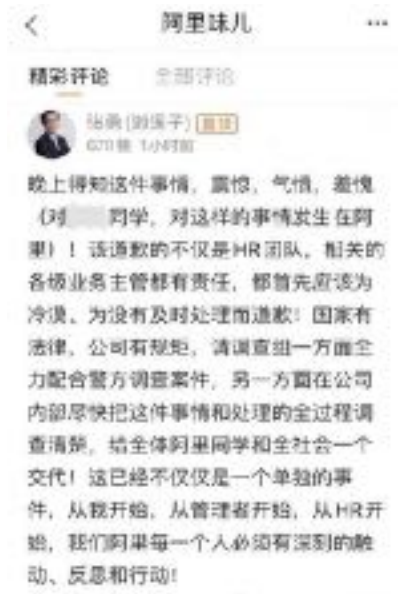 阿里味儿
精彩评论 全部评论
张勇(逍遥子)
1小时前
晚上得知这件事情，震惊，气愤，羞愧
（对 同学，对这样的事情发生在阿
里）！该道歉的不仅是HR团队，相关的
各级业务主管都有责任，都首先应该为
冷漠、为没有及时处理而道歉！国家有
法律，公司有规矩，请调查组一方面全
力配合警方调查案件，另一方面在公司
内部尽快把这件事情和处理的全过程调
查清楚，给全体阿里同学和全社会一个
交代！这已经不仅仅是一个单独的事
件，从我开始，从管理者开始，从HR开
始，我们阿里每一个人必须有深刻的触
动、反思和行动！